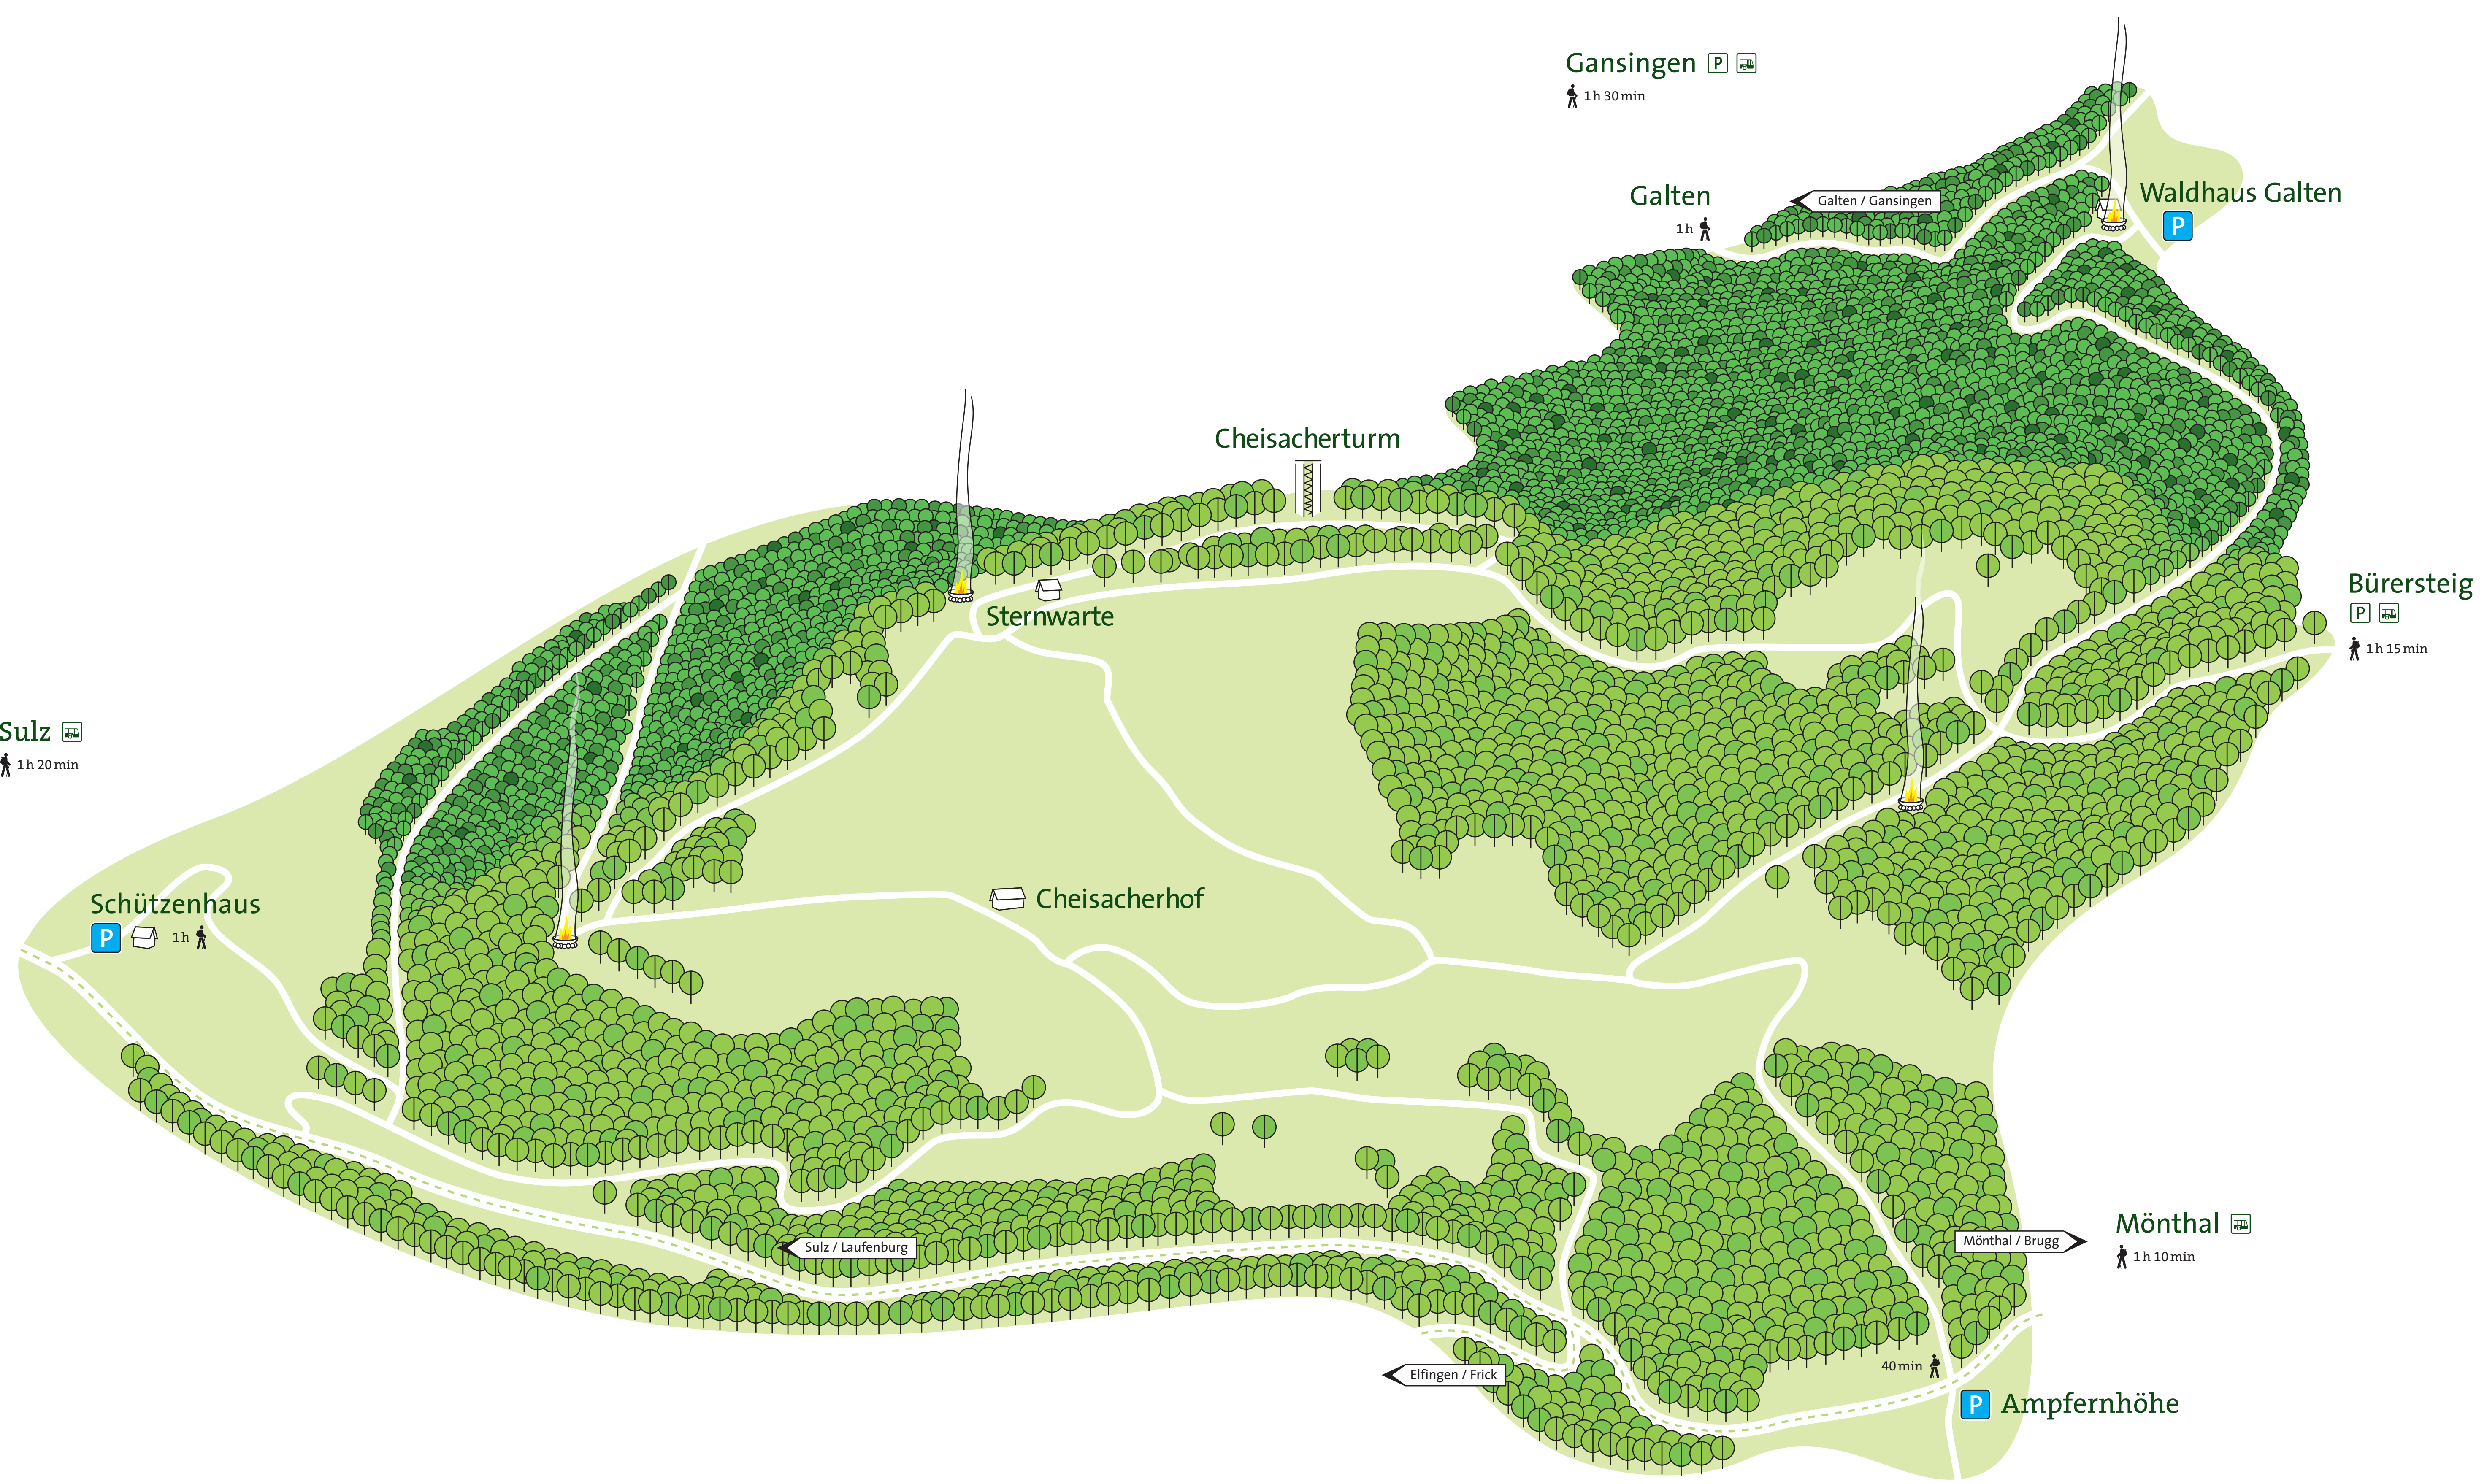 Gansingen P
1 h 30 min
Galten
1 h
Galten / Gansingen
Waldhaus Galten
P
Cheisacherturm
Bürersteig
P
1 h 15 min
Sternwarte
Sulz
1 h 20 min
Schützenhaus
P 1 h
Cheisacherhof
Mönthal
Mönthal / Brugg
1 h 10 min
Sulz / Laufenburg
Elfingen / Frick
40 min
P Ampfernhöhe